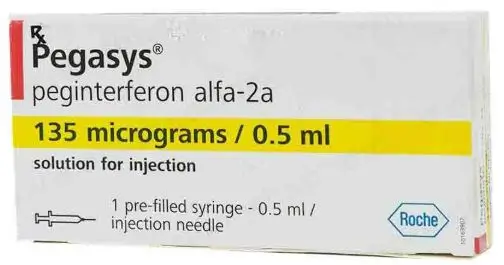 Rx
Pegasys®
peginterferon alfa-2a
135 micrograms / 0.5 ml
solution for injection
1 pre-filled syringe - 0.5 ml /
injection needle
Roche